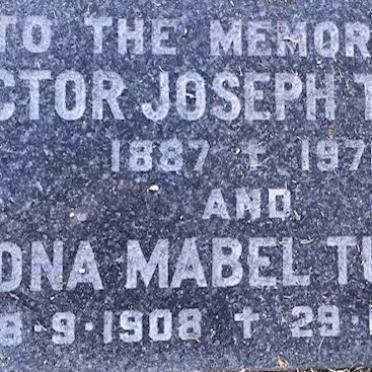 TO THE MEMOR
CTOR JOSEPH T
1887 ✝ 197
AND
DNA MABEL TU
8·9·1908 ✝ 29·